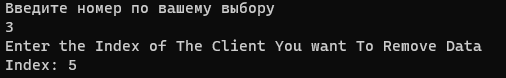 Введите номер по вашему выбору
3
Enter the Index of The Client You want To Remove Data
Index: 5